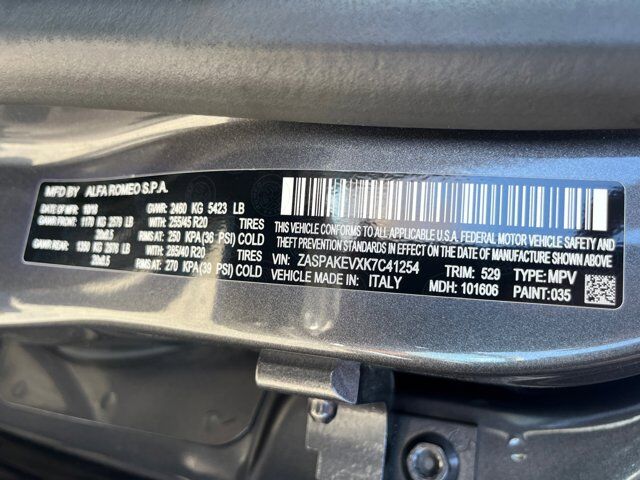 MFD BY ALFA ROMEO S.P.A.
DATE OF MFR 10/18 GVWR: 2460 KG 5423 LB
GAWR FRONT: 1170 KG 2579 LB WITH: 255/45 R20 TIRES
RIMS AT: 250 KPA(36 PSI) COLD
GAWR REAR: KG LB WITH: 285/40 R20 TIRES
RIMS AT: 270 KPA(39 PSI) COLD
THIS VEHICLE CONFORMS TO ALL APPLICABLE U.S.A. FEDERAL MOTOR VEHICLE SAFETY AND
THEFT PREVENTION STANDARDS IN EFFECT ON THE DATE OF MANUFACTURE SHOWN ABOVE
VIN: ZASPAKEVXK7C41254 TRIM: 529 TYPE: MPV
VEHICLE MADE IN: ITALY MDH: 101606 PAINT: 035